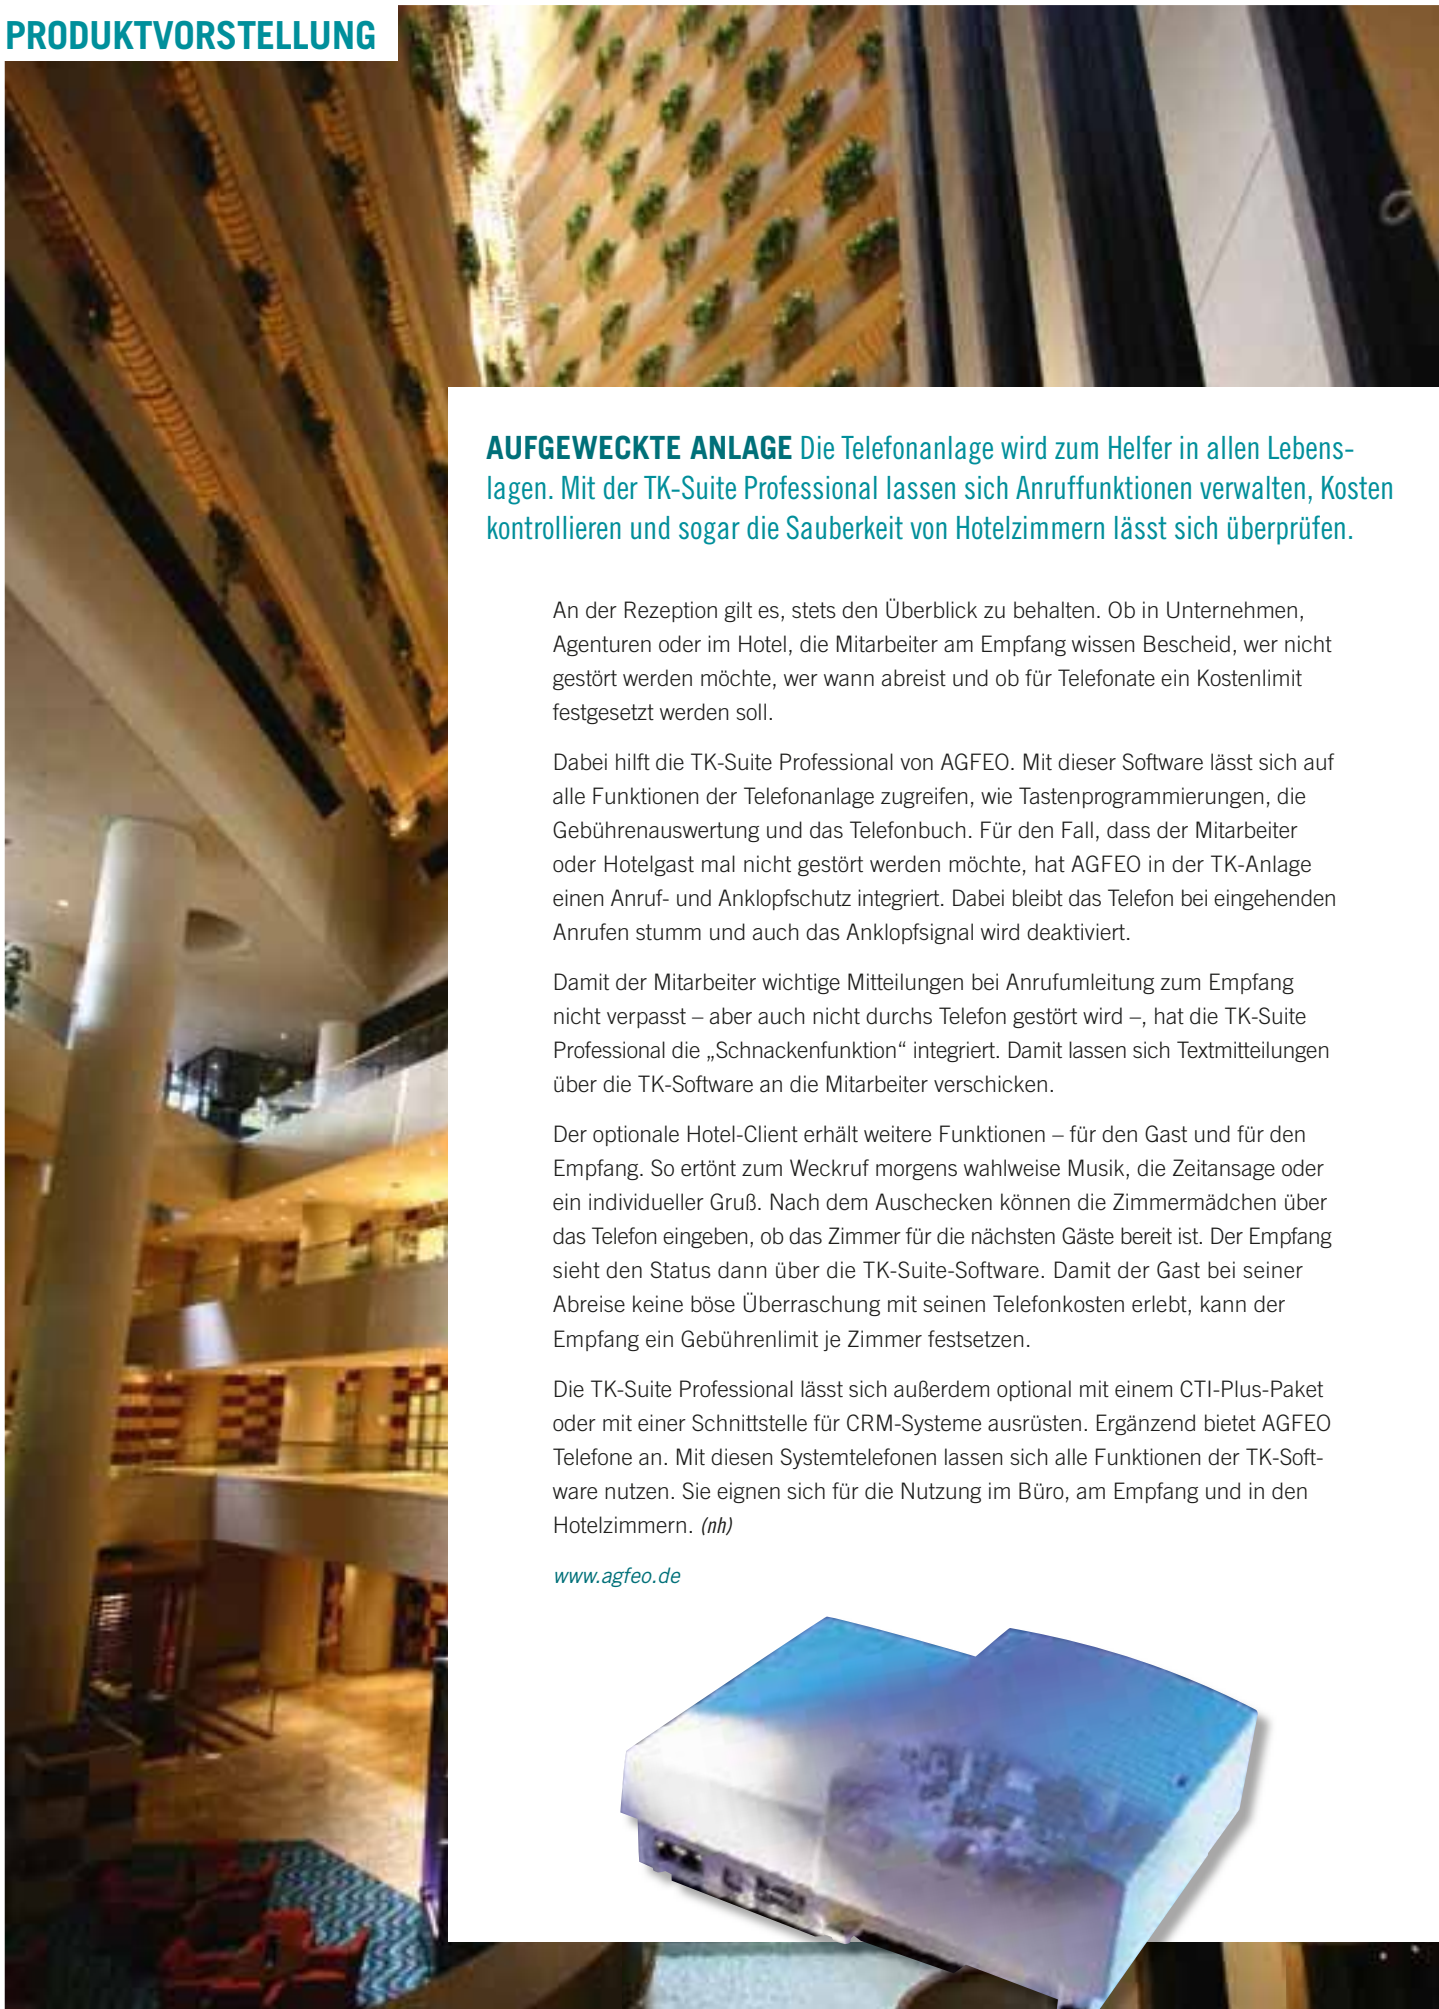 PRODUKTVORSTELLUNG
AUFGEWECKTE ANLAGE Die Telefonanlage wird zum Helfer in allen Lebens-
lagen. Mit der TK-Suite Professional lassen sich Anruffunktionen verwalten, Kosten
kontrollieren und sogar die Sauberkeit von Hotelzimmern lässt sich überprüfen.
An der Rezeption gilt es, stets den Überblick zu behalten. Ob in Unternehmen,
Agenturen oder im Hotel, die Mitarbeiter am Empfang wissen Bescheid, wer nicht
gestört werden möchte, wer wann abreist und ob für Telefonate ein Kostenlimit
festgesetzt werden soll.
Dabei hilft die TK-Suite Professional von AGFEO. Mit dieser Software lässt sich auf
alle Funktionen der Telefonanlage zugreifen, wie Tastenprogrammierungen, die
Gebührenauswertung und das Telefonbuch. Für den Fall, dass der Mitarbeiter
oder Hotelgast mal nicht gestört werden möchte, hat AGFEO in der TK-Anlage
einen Anruf- und Anklopfschutz integriert. Dabei bleibt das Telefon bei eingehenden
Anrufen stumm und auch das Anklopfsignal wird deaktiviert.
Damit der Mitarbeiter wichtige Mitteilungen bei Anrufumleitung zum Empfang
nicht verpasst – aber auch nicht durchs Telefon gestört wird –, hat die TK-Suite
Professional die „Schnackenfunktion“ integriert. Damit lassen sich Textmitteilungen
über die TK-Software an die Mitarbeiter verschicken.
Der optionale Hotel-Client erhält weitere Funktionen – für den Gast und für den
Empfang. So ertönt zum Weckruf morgens wahlweise Musik, die Zeitansage oder
ein individueller Gruß. Nach dem Auschecken können die Zimmermädchen über
das Telefon eingeben, ob das Zimmer für die nächsten Gäste bereit ist. Der Empfang
sieht den Status dann über die TK-Suite-Software. Damit der Gast bei seiner
Abreise keine böse Überraschung mit seinen Telefonkosten erlebt, kann der
Empfang ein Gebührenlimit je Zimmer festsetzen.
Die TK-Suite Professional lässt sich außerdem optional mit einem CTI-Plus-Paket
oder mit einer Schnittstelle für CRM-Systeme ausrüsten. Ergänzend bietet AGFEO
Telefone an. Mit diesen Systemtelefonen lassen sich alle Funktionen der TK-Soft-
ware nutzen. Sie eignen sich für die Nutzung im Büro, am Empfang und in den
Hotelzimmern. (nh)
www.agfeo.de